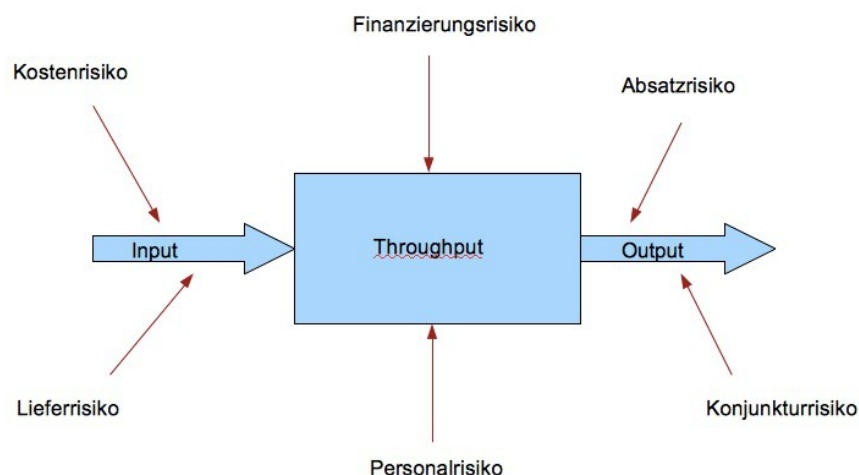 Finanzierungsrisiko
Kostenrisiko
Absatzrisiko
Input
Throughput
Output
Lieferrisiko
Konjunkturrisiko
Personalrisiko